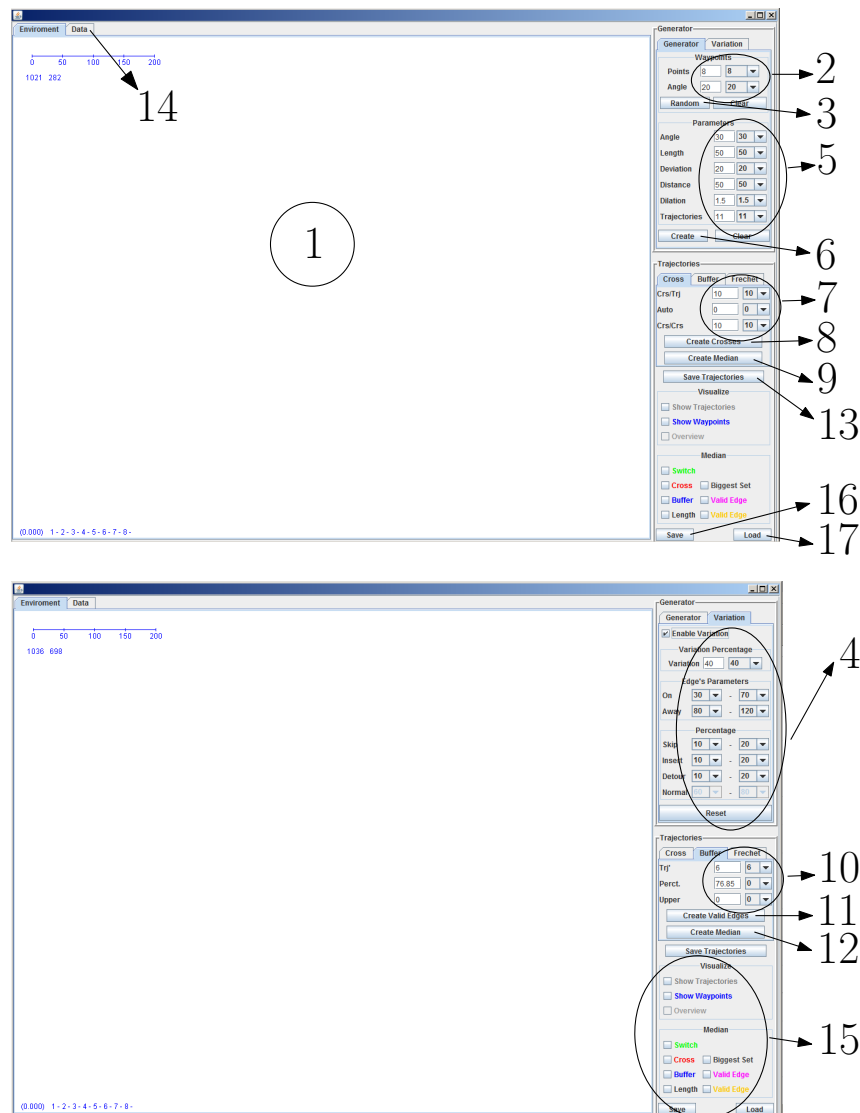 Enviroment Data
Generator
0 50 100 150 200
1021 282
14
1
(0.000) 1 - 2 - 3 - 4 - 5 - 6 - 7 - 8 -
Generator Variation
Waypoints
Points 8 8
Angle 20 20
2
Random Clear
3
Parameters
Angle 30 30
Length 50 50
Deviation 20 20
Distance 50 50
Dilation 1.5 1.5
Trajectories 11 11
5
Create Clear
6
Trajectories
Cross Buffer Frechet
Crs/Trj 10 10
Auto 0 0
Crs/Crs 10 10
7
Create Crosses
8
Create Median
9
Save Trajectories
13
Visualize
Show Trajectories
Show Waypoints
Overview
Median
Switch
Cross Biggest Set
Buffer Valid Edge
Length Valid Edge
Save Load
16
17
Enviroment Data
Generator
0 50 100 150 200
1036 698
(0.000) 1 - 2 - 3 - 4 - 5 - 6 - 7 - 8 -
Generator Variation
Enable Variation
Variation Percentage
Variation 40 40
Edge's Parameters
On 30 - 70
Away 80 - 120
Percentage
Skip 10 - 20
Insert 10 - 20
Detour 10 - 20
Normal -
Reset
4
Trajectories
Cross Buffer Frechet
Trj' 6 6
Perct. 76.85 0
Upper 0 0
10
Create Valid Edges
11
Create Median
12
Save Trajectories
Visualize
Show Trajectories
Show Waypoints
Overview
Median
Switch
Cross Biggest Set
Buffer Valid Edge
Length Valid Edge
15
Save Load